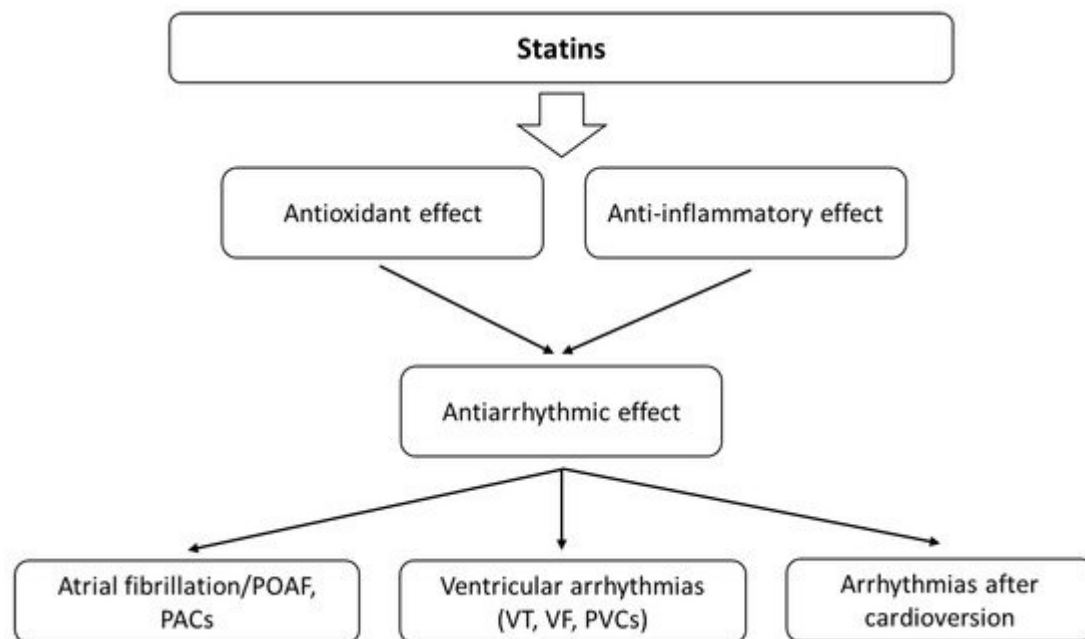 Statins
Antioxidant effect
Anti-inflammatory effect
Antiarrhythmic effect
Atrial fibrillation/POAF,
PACs
Ventricular arrhythmias
(VT, VF, PVCs)
Arrhythmias after
cardioversion